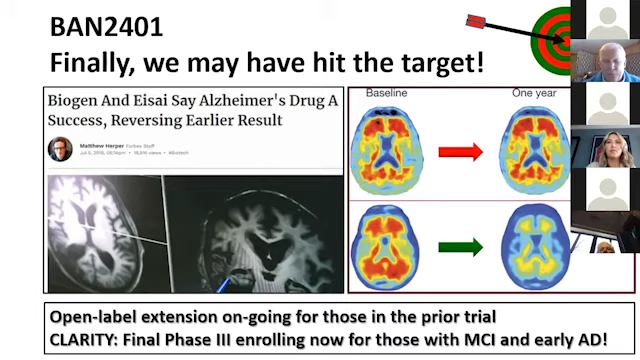 BAN2401
Finally, we may have hit the target!
Biogen And Eisai Say Alzheimer's Drug A
Success, Reversing Earlier Result
Matthew Herper Forbes Staff
Baseline
One year
Open-label extension on-going for those in the prior trial
CLARITY: Final Phase III enrolling now for those with MCI and early AD!